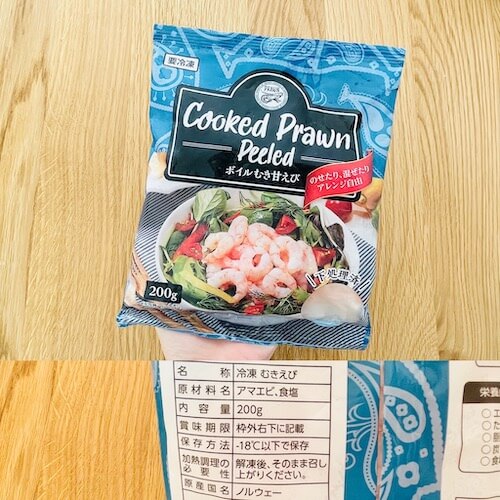 要冷凍
Cooked Prawn
Peeled
ボイルむき甘えび
のせたり、混ぜたり
アレンジ自由
下処理済
200g
名 称 冷凍 むきえび
原材料名 アマエビ、食塩
内容量 200g
賞味期限 枠外右下に記載
保存方法 -18℃以下で保存
加熱調理の必要性 解凍後、そのまま召し上がりください。
原産国名 ノルウェー
栄養